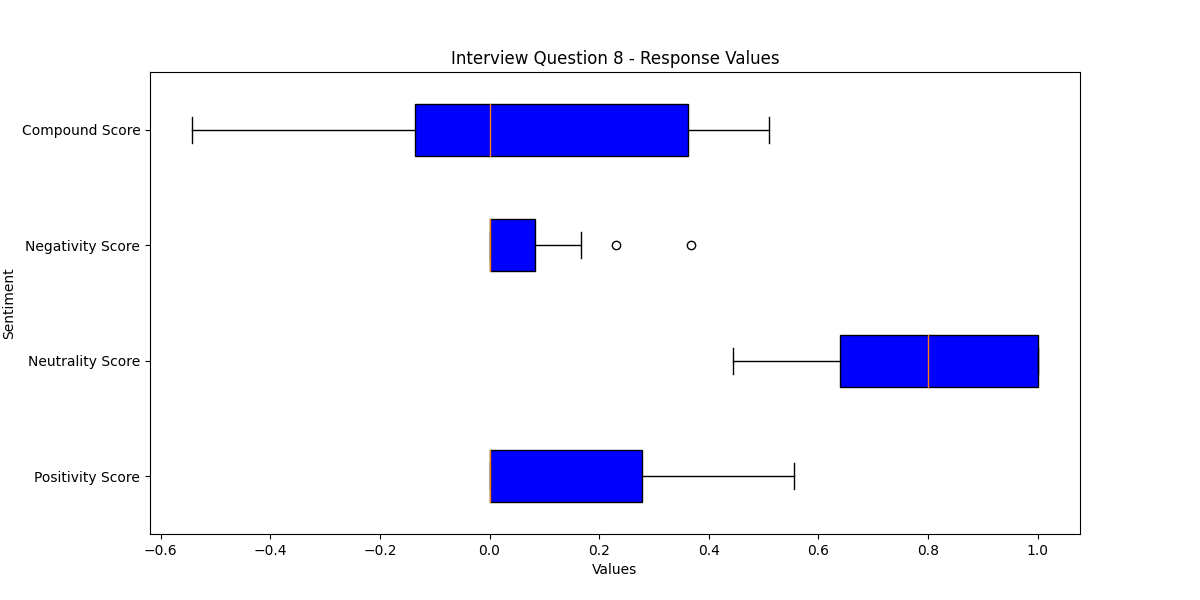 Interview Question 8 - Response Values
Compound Score
Negativity Score
Neutrality Score
Positivity Score
Sentiment
−0.6 −0.4 −0.2 0.0 0.2 0.4 0.6 0.8 1.0
Values